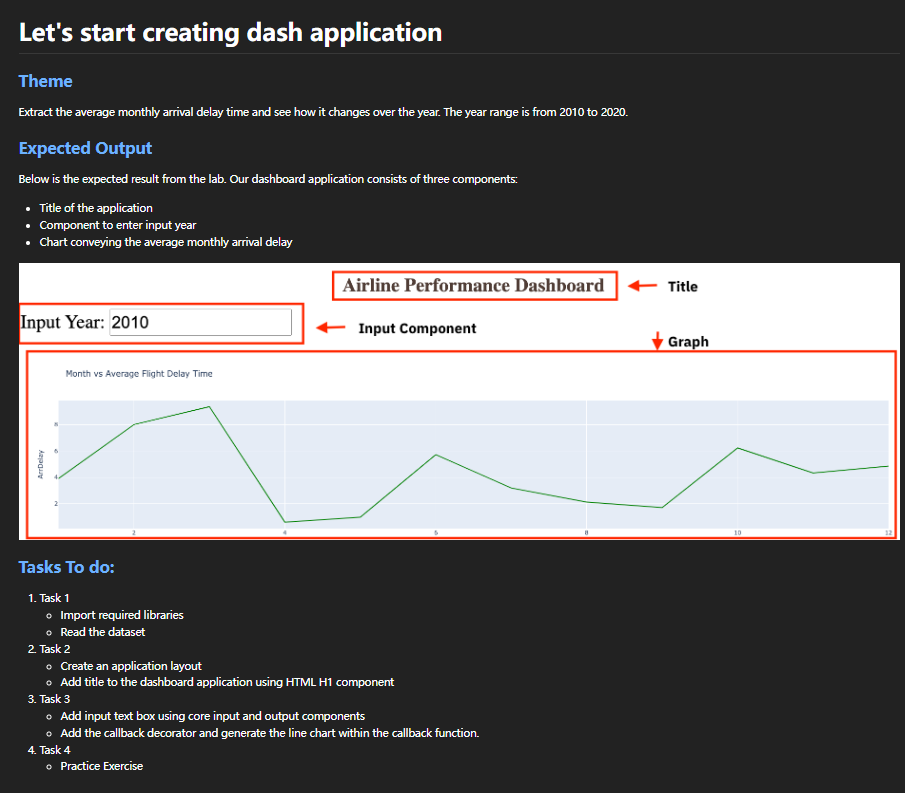 Let's start creating dash application
Theme
Extract the average monthly arrival delay time and see how it changes over the year. The year range is from 2010 to 2020.
Expected Output
Below is the expected result from the lab. Our dashboard application consists of three components:
Title of the application
Component to enter input year
Chart conveying the average monthly arrival delay
Airline Performance Dashboard
Title
Input Year: 2010
Input Component
Graph
Month vs Average Flight Delay Time
8
6
ArrDelay
4
2
2 4 6 8 10 12
Tasks To do:
1. Task 1
Import required libraries
Read the dataset
2. Task 2
Create an application layout
Add title to the dashboard application using HTML H1 component
3. Task 3
Add input text box using core input and output components
Add the callback decorator and generate the line chart within the callback function.
4. Task 4
Practice Exercise